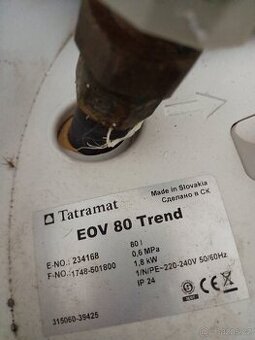 Tatramat
Made in Slovakia
Сделано в СК
EOV 80 Trend
E-NO.: 234168
F-NO.: 1748-501800
80 l
0,6 MPa
1,8 kW
1/N/PE~220-240V 50/60Hz
IP 24
CE
315060-39425